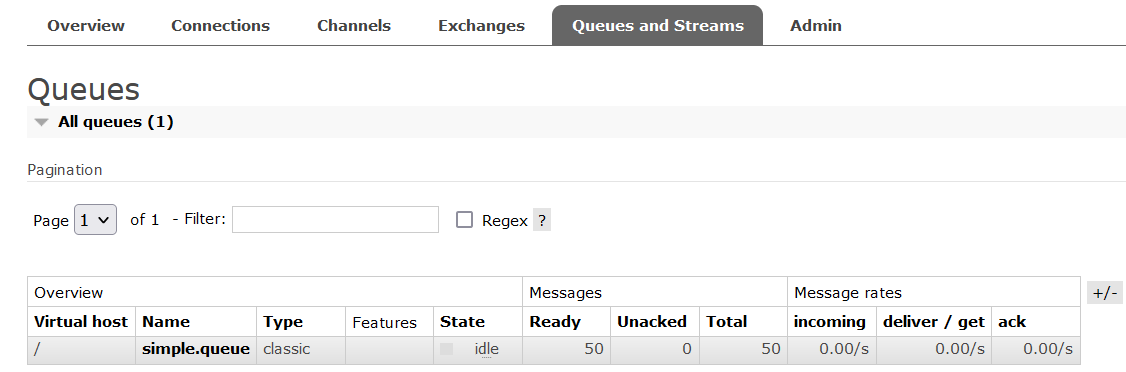 Overview Connections Channels Exchanges Queues and Streams Admin
Queues
All queues (1)
Pagination
Page 1 of 1 - Filter: Regex ?
Overview Messages Message rates +/-
Virtual host Name Type Features State Ready Unacked Total incoming deliver / get ack
/ simple.queue classic idle 50 0 50 0.00/s 0.00/s 0.00/s